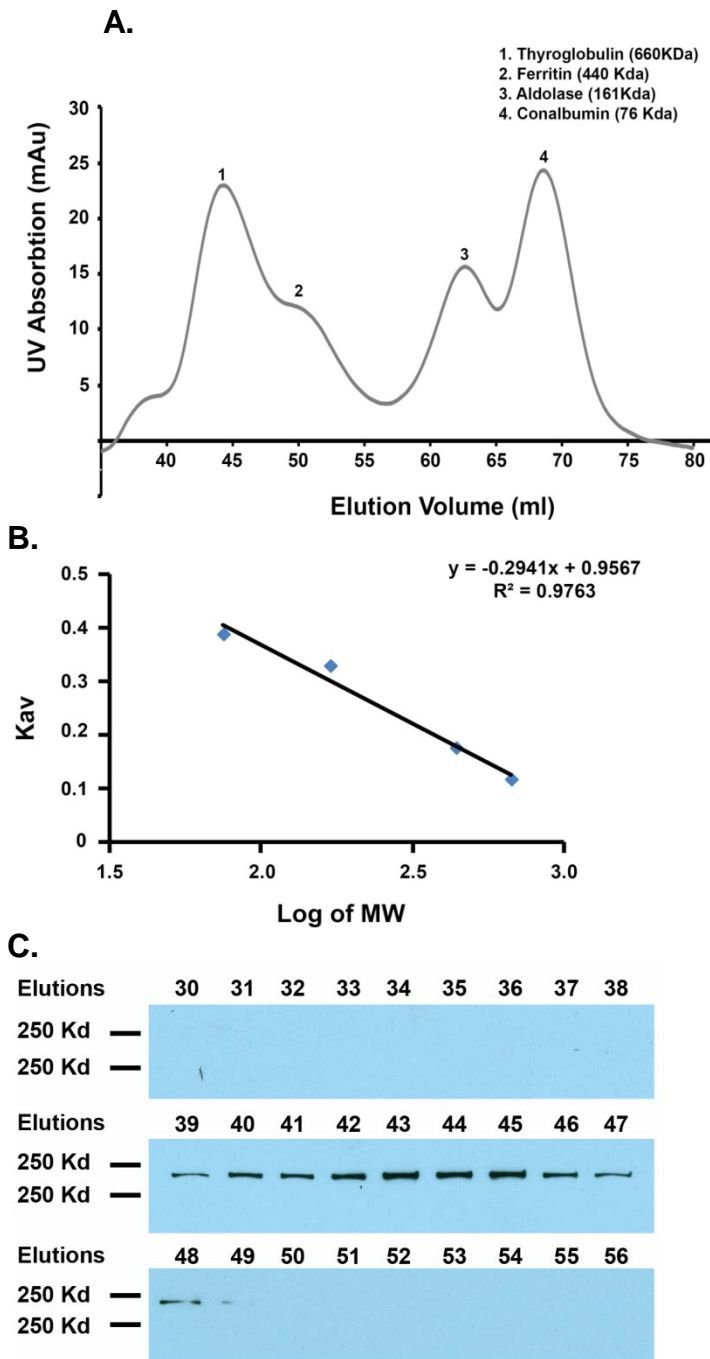 A.
1. Thyroglobulin (660KDa)
2. Ferritin (440 Kda)
3. Aldolase (161Kda)
4. Conalbumin (76 Kda)
UV Absorbtion (mAu)
30
25
20
15
10
5
1
2
3
4
40 45 50 55 60 65 70 75 80
Elution Volume (ml)
B.
y = -0.2941x + 0.9567
R² = 0.9763
Kav
0.5
0.4
0.3
0.2
0.1
0
1.5 2.0 2.5 3.0
Log of MW
C.
Elutions 30 31 32 33 34 35 36 37 38
250 Kd
250 Kd
Elutions 39 40 41 42 43 44 45 46 47
250 Kd
250 Kd
Elutions 48 49 50 51 52 53 54 55 56
250 Kd
250 Kd